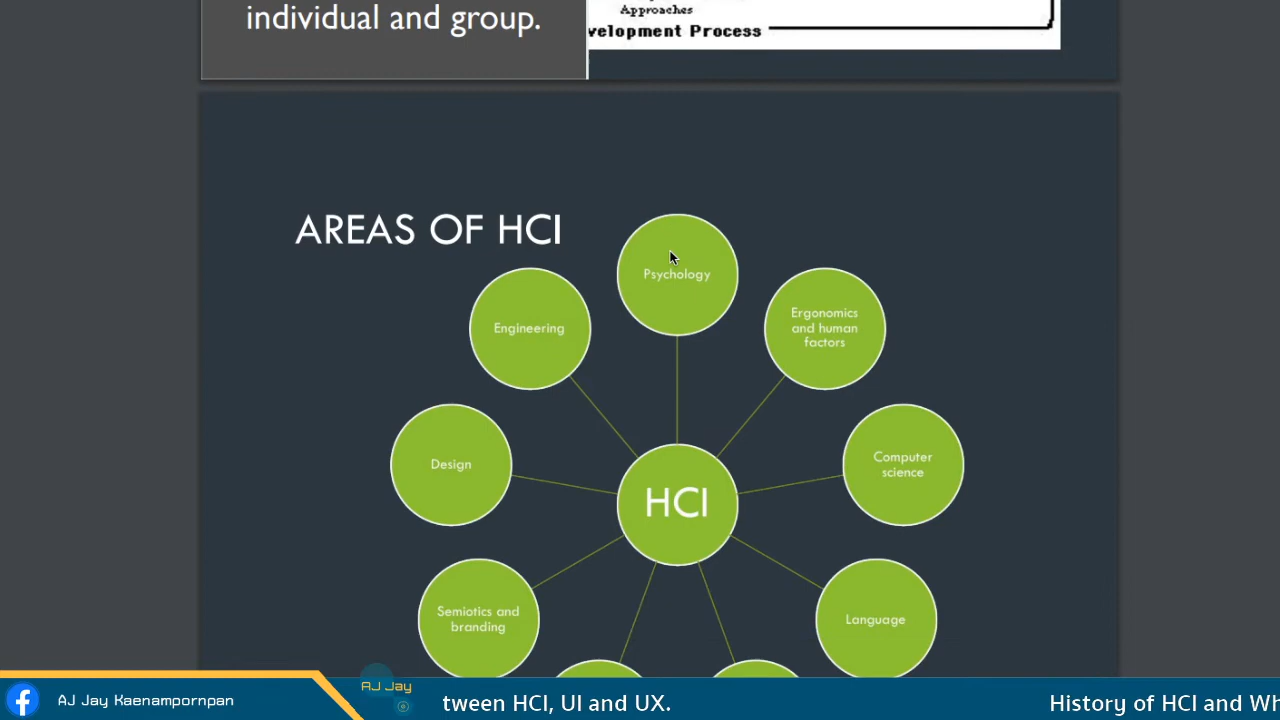 individual and group.
Approaches
velopment Process
AREAS OF HCI
Psychology
Engineering
Ergonomics
and human
factors
Design
Computer
science
HCI
Semiotics and
branding
Language
AJ Jay Kaenampornpan
AJ Jay
tween HCI, UI and UX.
History of HCI and Wh